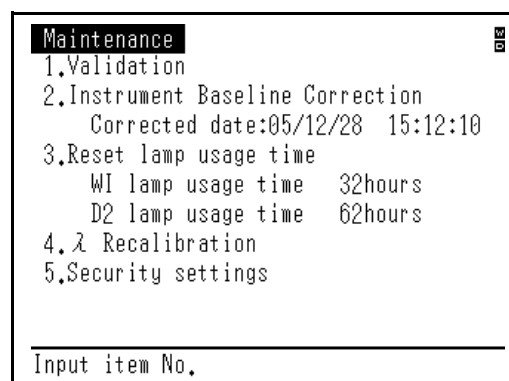 Maintenance
W
D
1.Validation
2.Instrument Baseline Correction
Corrected date:05/12/28 15:12:10
3.Reset lamp usage time
WI lamp usage time 32hours
D2 lamp usage time 62hours
4.λ Recalibration
5.Security settings
Input item No.